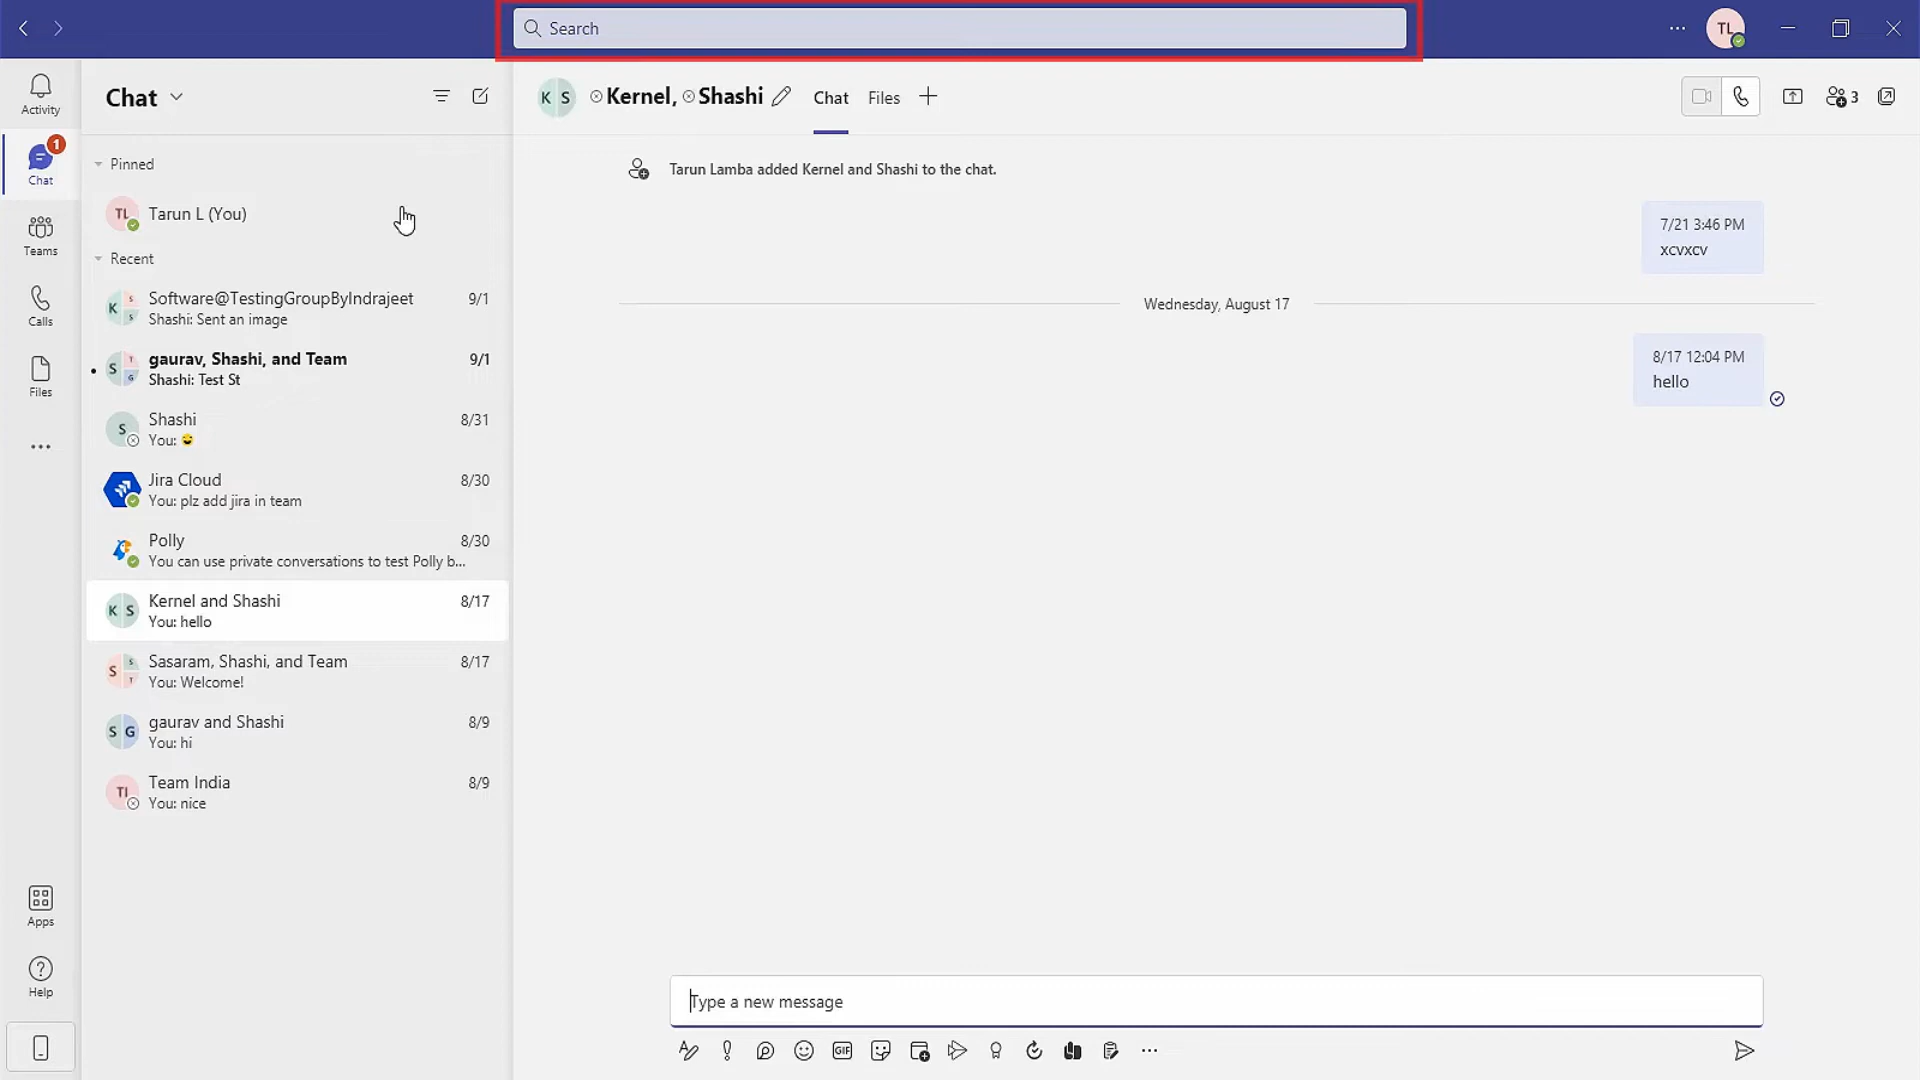 Search
TL
Activity
1
Chat
Teams
Calls
Files
Apps
Help
Chat
Pinned
TL
Tarun L (You)
Recent
K S S
Software@TestingGroupByIndrajeet 9/1
Shashi: Sent an image
S T G
gaurav, Shashi, and Team 9/1
Shashi: Test St
S
Shashi 8/31
You: 😄
Jira Cloud 8/30
You: plz add jira in team
Polly 8/30
You can use private conversations to test Polly b...
K S
Kernel and Shashi 8/17
You: hello
S S T
Sasaram, Shashi, and Team 8/17
You: Welcome!
S G
gaurav and Shashi 8/9
You: hi
TI
Team India 8/9
You: nice
K S Kernel, Shashi Chat Files 3
Tarun Lamba added Kernel and Shashi to the chat.
7/21 3:46 PM
xcvxcv
Wednesday, August 17
8/17 12:04 PM
hello
Type a new message
GIF